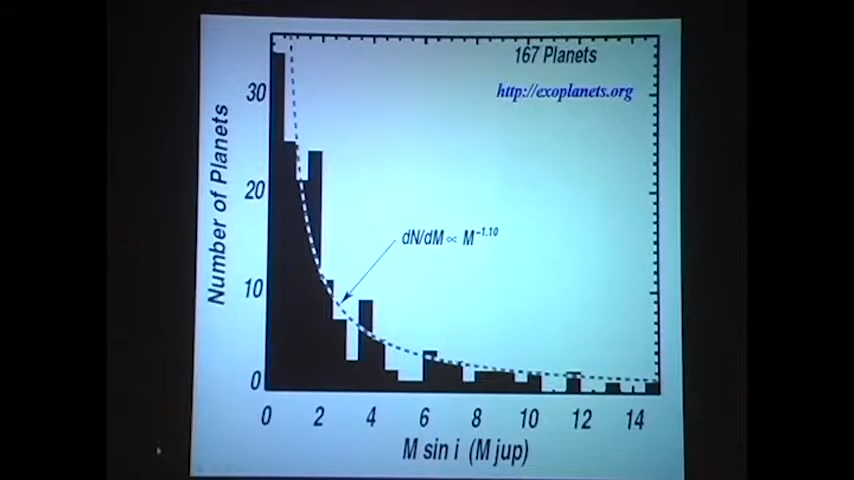 167 Planets
http://exoplanets.org
30
20
10
0
Number of Planets
dN/dM ∝ M⁻¹·¹⁰
0 2 4 6 8 10 12 14
M sin i (M jup)